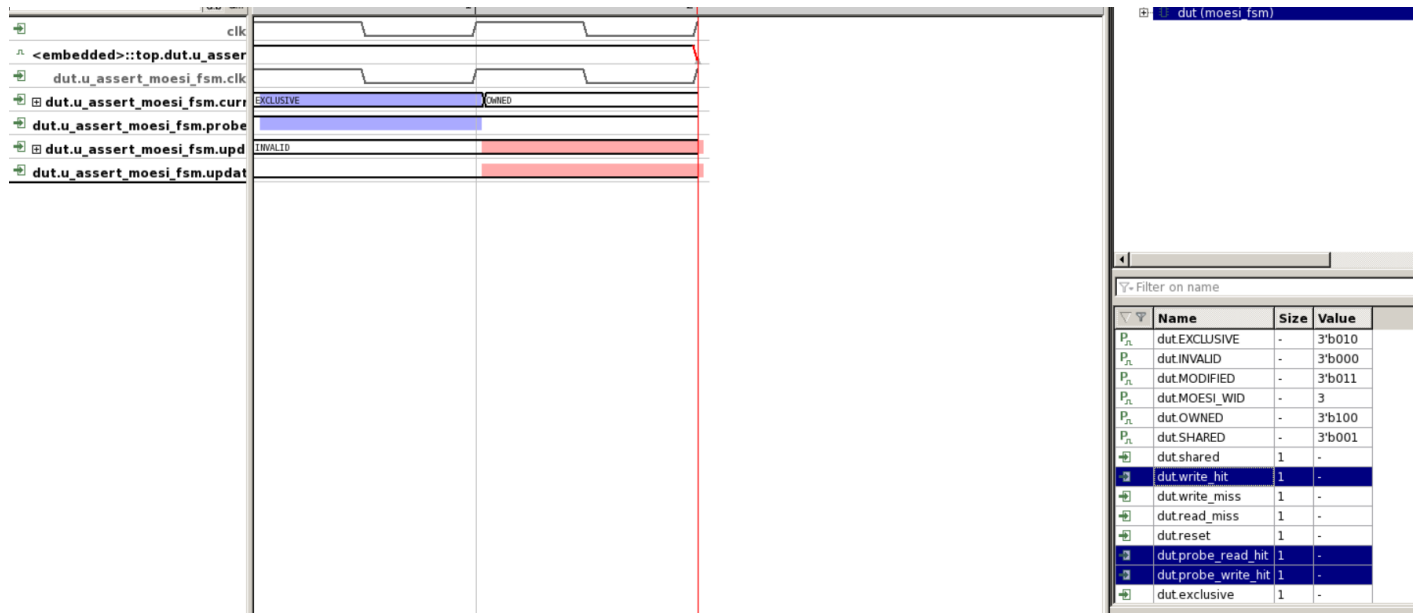 clk
<embedded>::top.dut.u_asser
dut.u_assert_moesi_fsm.clk
dut.u_assert_moesi_fsm.curr
EXCLUSIVE
OWNED
dut.u_assert_moesi_fsm.probe
dut.u_assert_moesi_fsm.upd
INVALID
dut.u_assert_moesi_fsm.updat
dut (moesi_fsm)
Filter on name
Name Size Value
dut.EXCLUSIVE - 3'b010
dut.INVALID - 3'b000
dut.MODIFIED - 3'b011
dut.MOESI_WID - 3
dut.OWNED - 3'b100
dut.SHARED - 3'b001
dut.shared 1 -
dut.write_hit 1 -
dut.write_miss 1 -
dut.read_miss 1 -
dut.reset 1 -
dut.probe_read_hit 1 -
dut.probe_write_hit 1 -
dut.exclusive 1 -